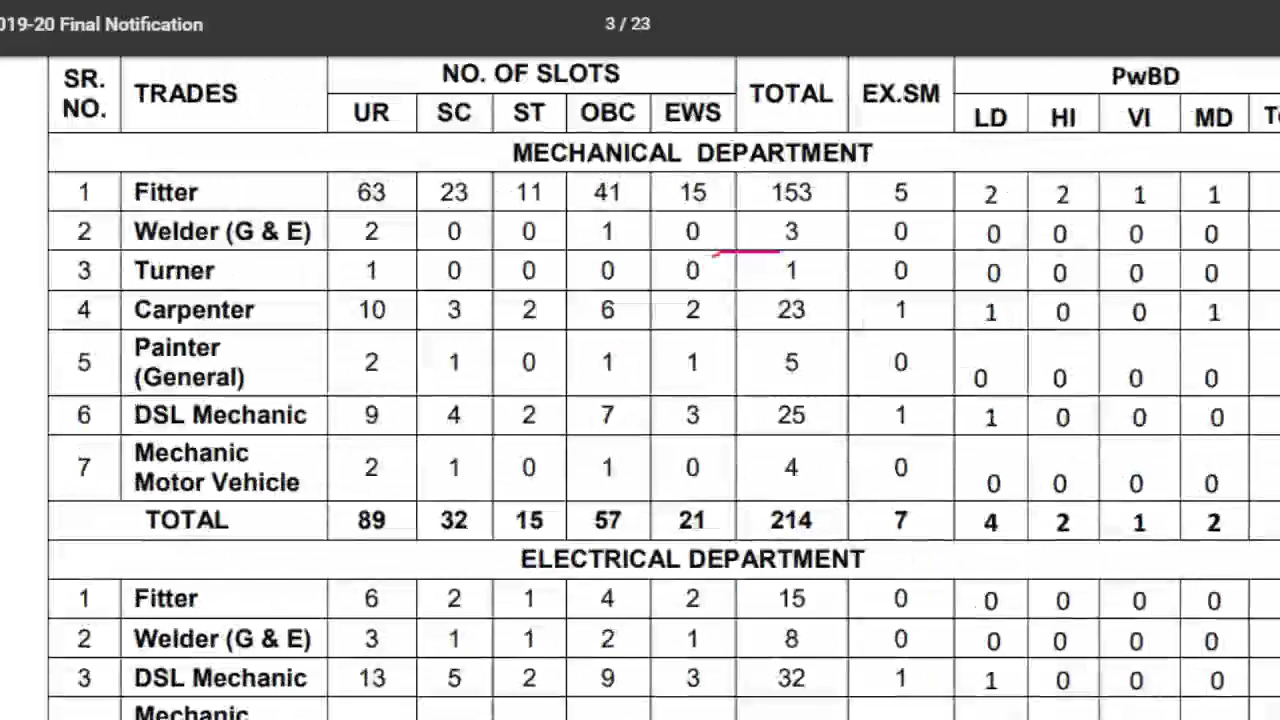 019-20 Final Notification 3 / 23
SR. NO. TRADES NO. OF SLOTS TOTAL EX.SM PwBD
UR SC ST OBC EWS LD HI VI MD
MECHANICAL DEPARTMENT
1 Fitter 63 23 11 41 15 153 5 2 2 1 1
2 Welder (G & E) 2 0 0 1 0 3 0 0 0 0 0
3 Turner 1 0 0 0 0 1 0 0 0 0 0
4 Carpenter 10 3 2 6 2 23 1 1 0 0 1
5 Painter (General) 2 1 0 1 1 5 0 0 0 0 0
6 DSL Mechanic 9 4 2 7 3 25 1 1 0 0 0
7 Mechanic Motor Vehicle 2 1 0 1 0 4 0 0 0 0 0
TOTAL 89 32 15 57 21 214 7 4 2 1 2
ELECTRICAL DEPARTMENT
1 Fitter 6 2 1 4 2 15 0 0 0 0 0
2 Welder (G & E) 3 1 1 2 1 8 0 0 0 0 0
3 DSL Mechanic 13 5 2 9 3 32 1 1 0 0 0
Mechanic